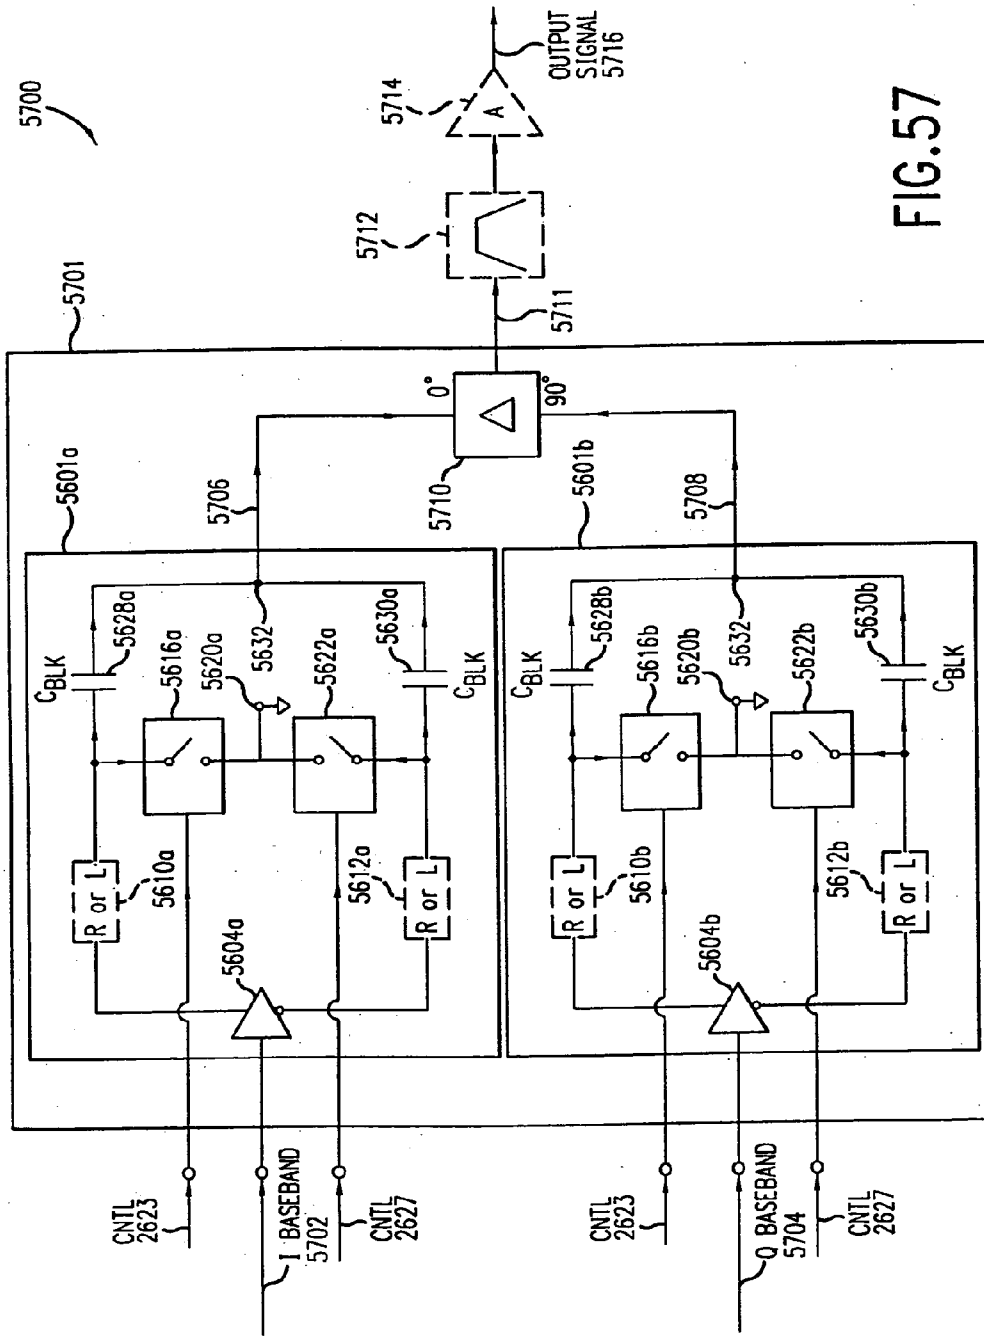 5700
5701
5601a
C_BLK
5628a
5616a
5620a
5632
5622a
5630a
C_BLK
R or L
5610a
5604a
5612a
R or L
CNTL
2623
I BASEBAND
5702
CNTL
2627
5706
0°
5710
90°
5711
5712
5714
A
OUTPUT
SIGNAL
5716
5708
5601b
C_BLK
5628b
5616b
5620b
5632
5622b
5630b
C_BLK
R or L
5610b
5604b
5612b
R or L
CNTL
2623
Q BASEBAND
5704
CNTL
2627
FIG.57